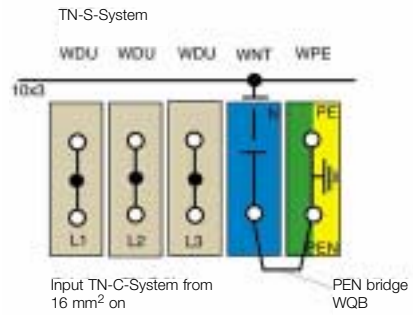 TN-S-System
WDU WDU WDU WNT WPE
10x3
N PE
L1 L2 L3 PEN
Input TN-C-System from
16 mm² on
PEN bridge
WQB